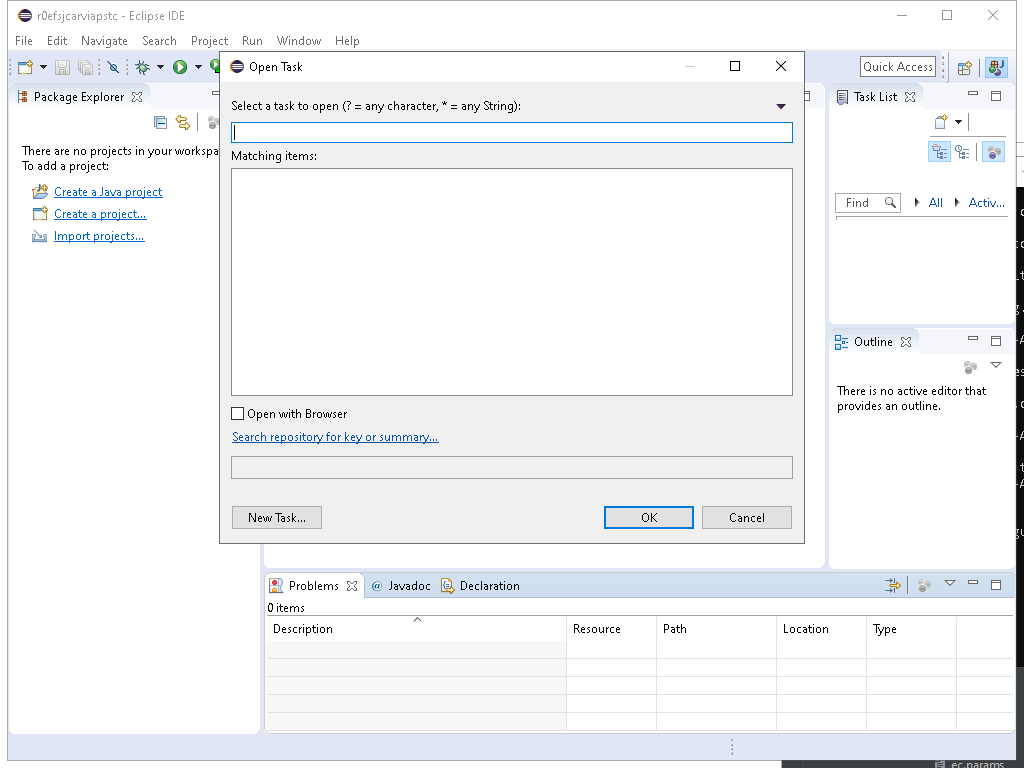 r0efsjcarviapstc - Eclipse IDE
File Edit Navigate Search Project Run Window Help
Quick Access
Open Task
Select a task to open (? = any character, * = any String):
Matching items:
Open with Browser
Search repository for key or summary...
New Task...
OK
Cancel
Package Explorer
There are no projects in your workspa
To add a project:
Create a Java project
Create a project...
Import projects...
Task List
Find
All
Activ...
Outline
There is no active editor that
provides an outline.
Problems @ Javadoc Declaration
0 items
Description Resource Path Location Type
ec.params